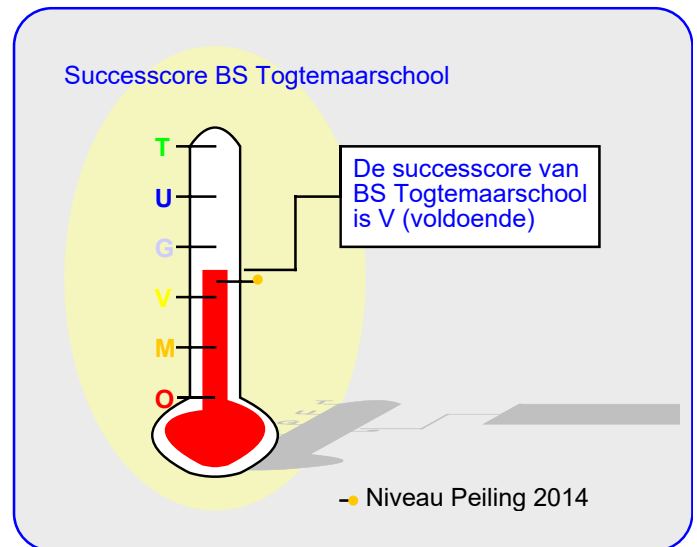 Successcore BS Togtemaarschool
T
U
G
V
M
O
De successcore van
BS Togtemaarschool
is V (voldoende)
Niveau Peiling 2014